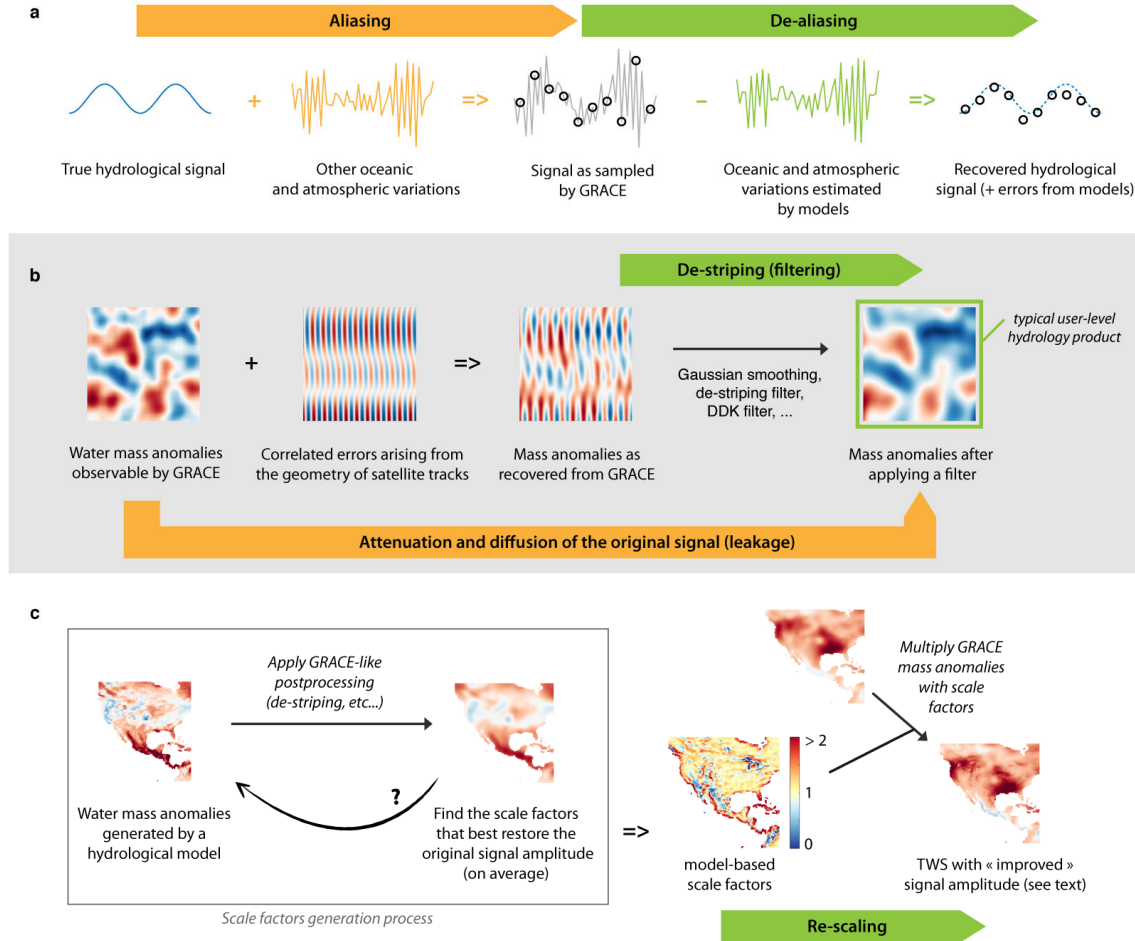 a
Aliasing
De-aliasing
+
=>
–
=>
True hydrological signal
Other oceanic
and atmospheric variations
Signal as sampled
by GRACE
Oceanic and atmospheric
variations estimated
by models
Recovered hydrological
signal (+ errors from models)
b
De-striping (filtering)
typical user-level
hydrology product
+
=>
Gaussian smoothing,
de-striping filter,
DDK filter, ...
Water mass anomalies
observable by GRACE
Correlated errors arising from
the geometry of satellite tracks
Mass anomalies as
recovered from GRACE
Mass anomalies after
applying a filter
Attenuation and diffusion of the original signal (leakage)
c
Apply GRACE-like
postprocessing
(de-striping, etc...)
?
Water mass anomalies
generated by a
hydrological model
Find the scale factors
that best restore the
original signal amplitude
(on average)
Scale factors generation process
=>
Multiply GRACE
mass anomalies
with scale
factors
> 2
1
0
model-based
scale factors
TWS with « improved »
signal amplitude (see text)
Re-scaling